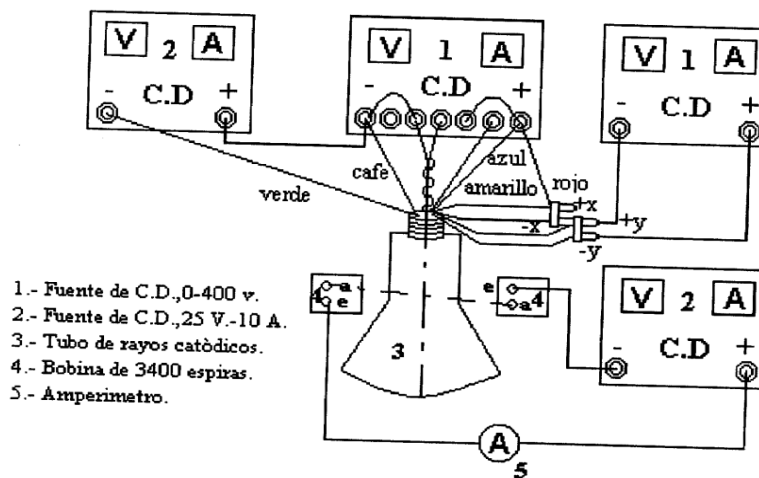 V 2 A
- C.D +
V 1 A
- C.D +
V 1 A
- C.D +
verde
cafe
azul
amarillo
rojo
+x
-x
+y
-y
a
4
e
e
4
a
3
V 2 A
- C.D +
A
5
1.- Fuente de C.D.,0-400 v.
2.- Fuente de C.D.,25 V.-10 A.
3.- Tubo de rayos catòdicos.
4.- Bobina de 3400 espiras.
5.- Amperimetro.